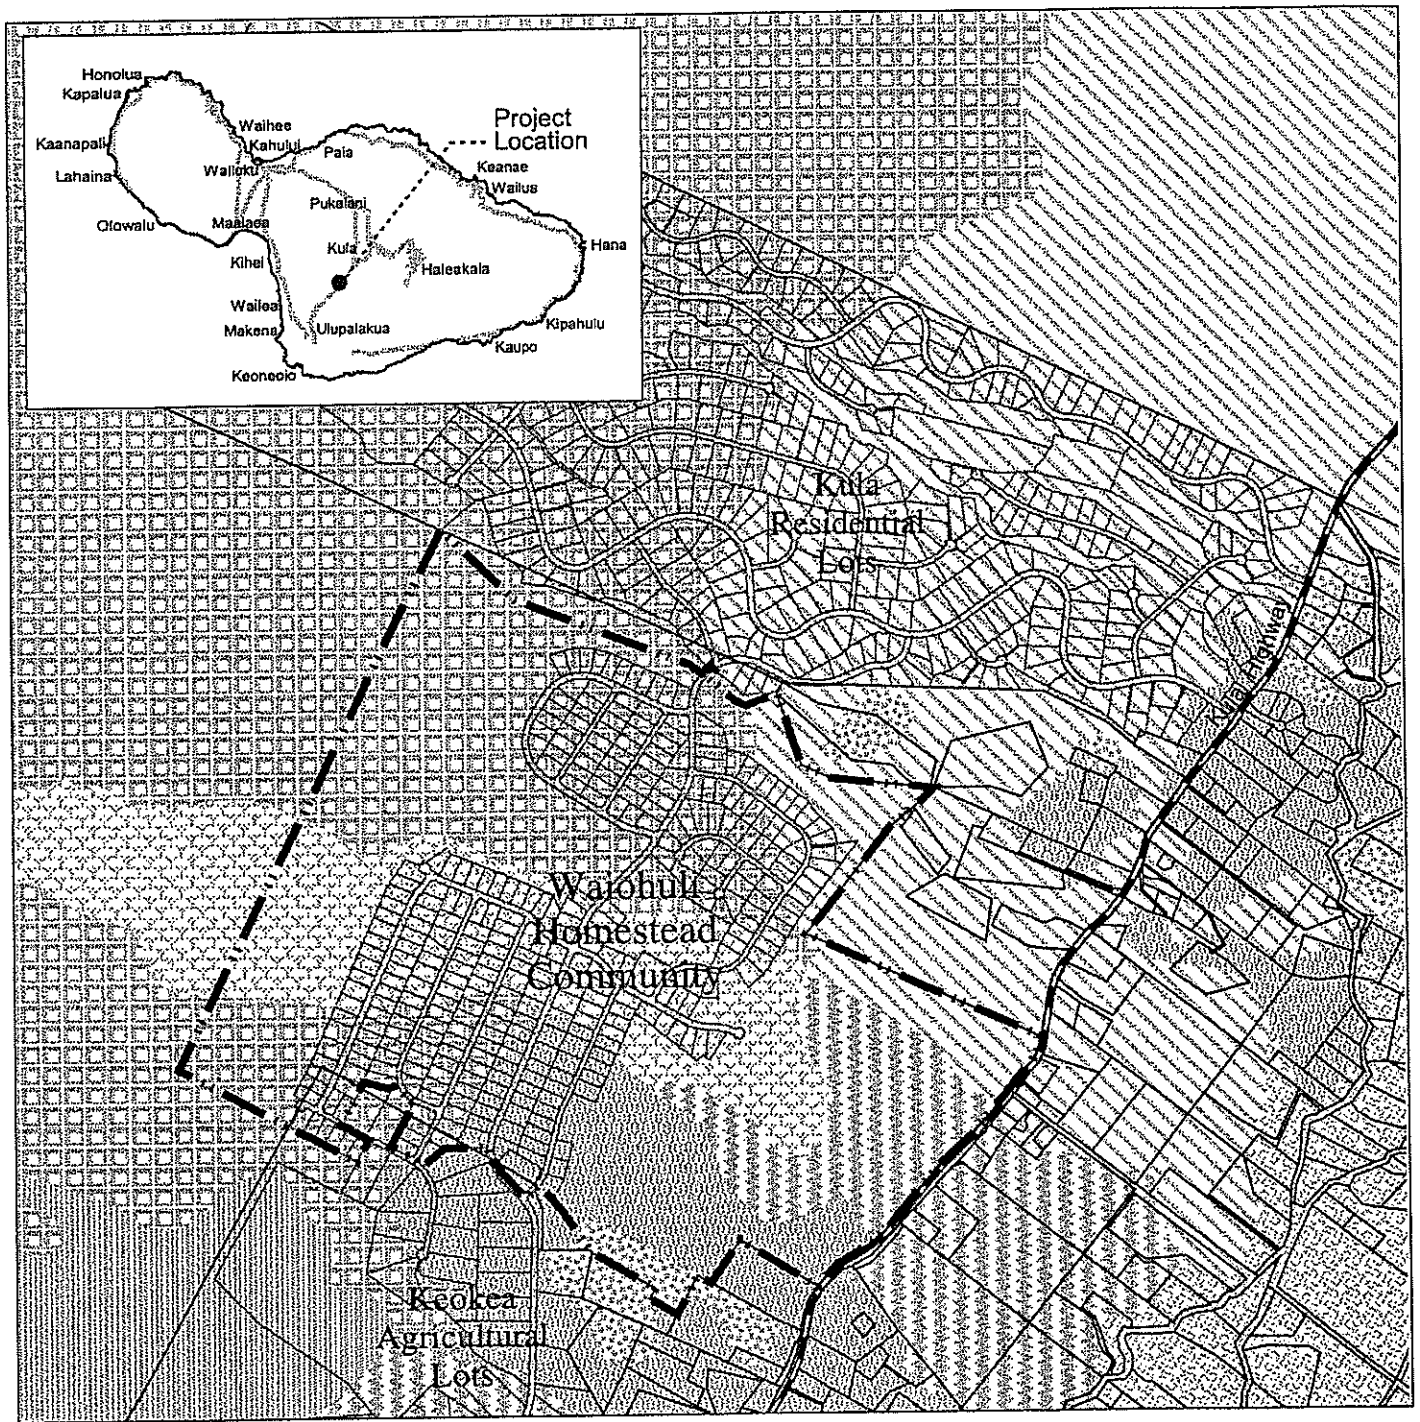 Honolua
Kapalua
Kaanapali
Lahaina
Olowalu
Waihee
Kahului
Wailuku
Maalaea
Kihei
Wailea
Makena
Keoneoio
Paia
Pukalani
Kula
Ulupalakua
Haleakala
Project
Location
Keanae
Wailua
Hana
Kipahulu
Kaupo
Kula
Residential
Lots
Kula Highway
Waiohuli
Homestead
Community
Keokea
Agricultural
Lots